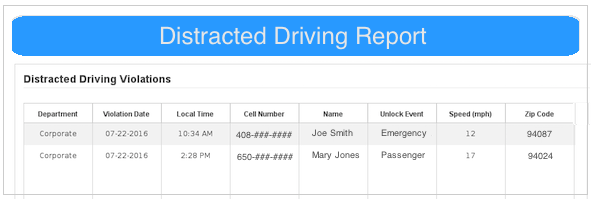 Distracted Driving Report
Distracted Driving Violations
Department Violation Date Local Time Cell Number Name Unlock Event Speed (mph) Zip Code
Corporate 07-22-2016 10:34 AM 408-###-#### Joe Smith Emergency 12 94087
Corporate 07-22-2016 2:28 PM 650-###-#### Mary Jones Passenger 17 94024